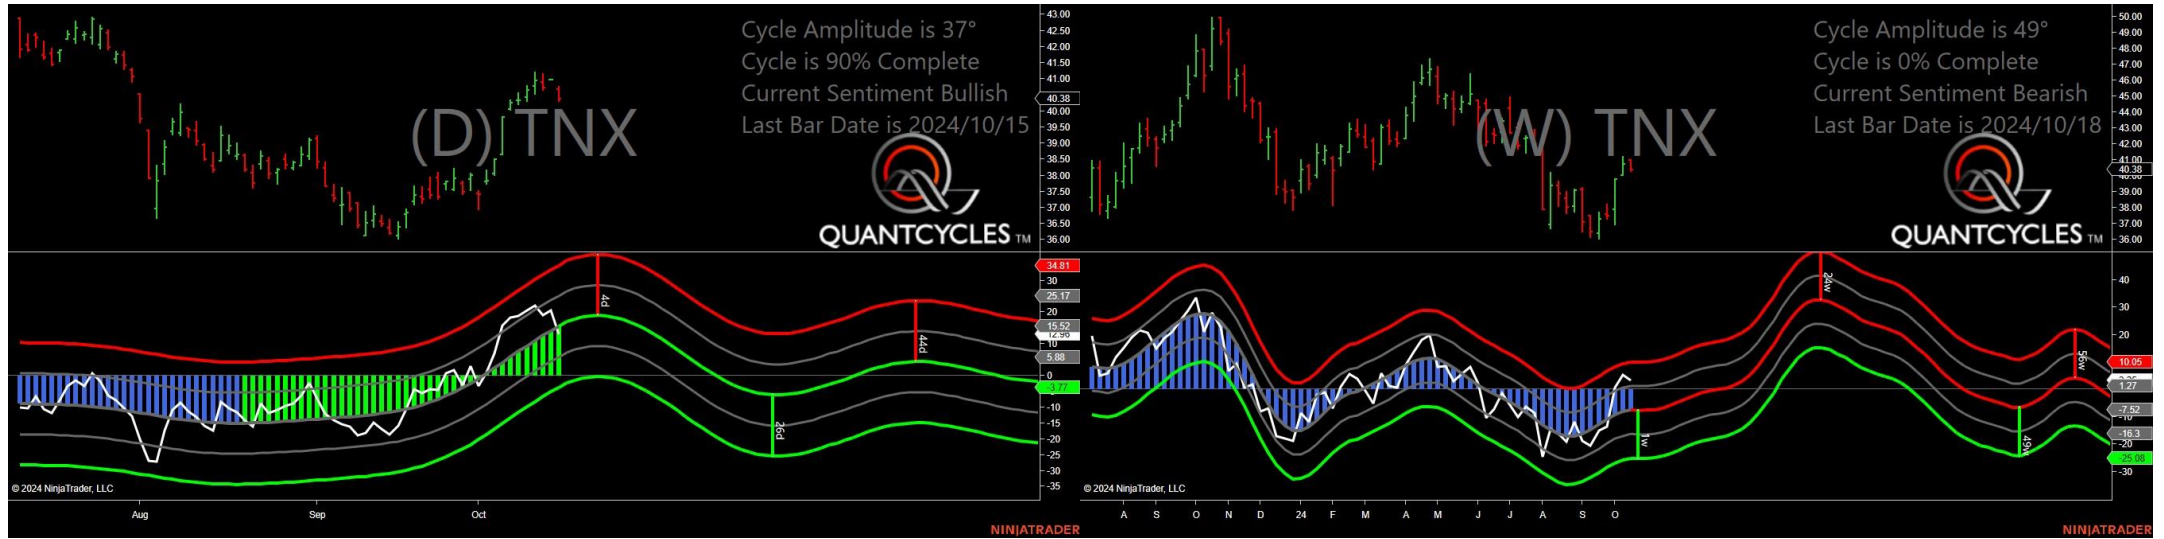 Cycle Amplitude is 37°
Cycle is 90% Complete
Current Sentiment Bullish
Last Bar Date is 2024/10/15
(D) TNX
QUANTCYCLES TM
43.00
42.50
42.00
41.50
41.00
40.38
40.00
39.50
39.00
38.50
38.00
37.50
37.00
36.50
36.00
34.81
30
25.17
20
15.52
12.96
10
5.88
0
-3.77
-10
-15
-20
-25
-30
-35
4d
26d
44d
© 2024 NinjaTrader, LLC
Aug Sep Oct
NINJATRADER
Cycle Amplitude is 49°
Cycle is 0% Complete
Current Sentiment Bearish
Last Bar Date is 2024/10/18
(W) TNX
QUANTCYCLES TM
50.00
49.00
48.00
47.00
46.00
45.00
44.00
43.00
42.00
41.00
40.38
39.00
38.00
37.00
36.00
40
30
20
10.05
1.27
-7.52
-16.3
-20
-25.08
-30
1w
24w
49w
56w
© 2024 NinjaTrader, LLC
A S O N D 24 F M A M J J A S O
NINJATRADER